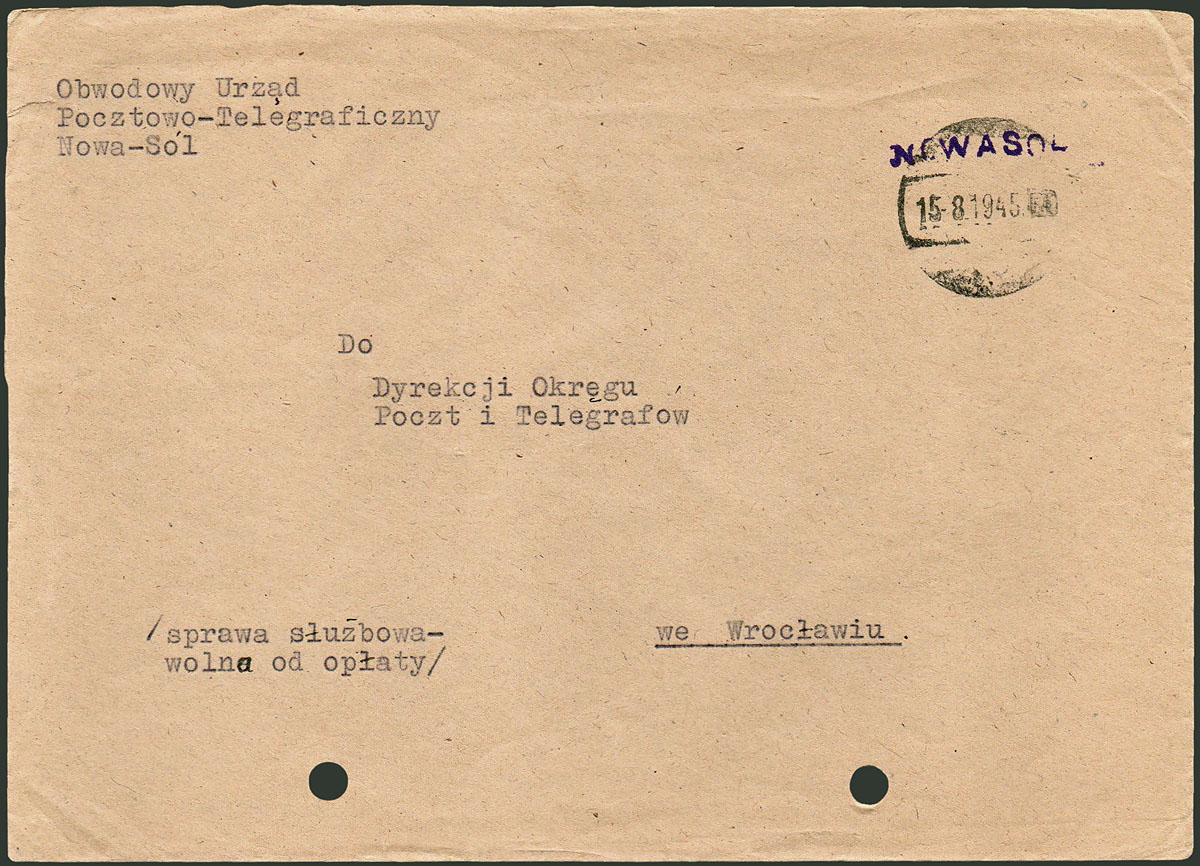 Obwodowy Urząd
Pocztowo-Telegraficzny
Nowa-Sól
NOWASOL
15-8.1945
Do
Dyrekcji Okręgu
Poczt i Telegrafow
/sprawa służbowa-
wolna od opłaty/
we Wrocławiu.